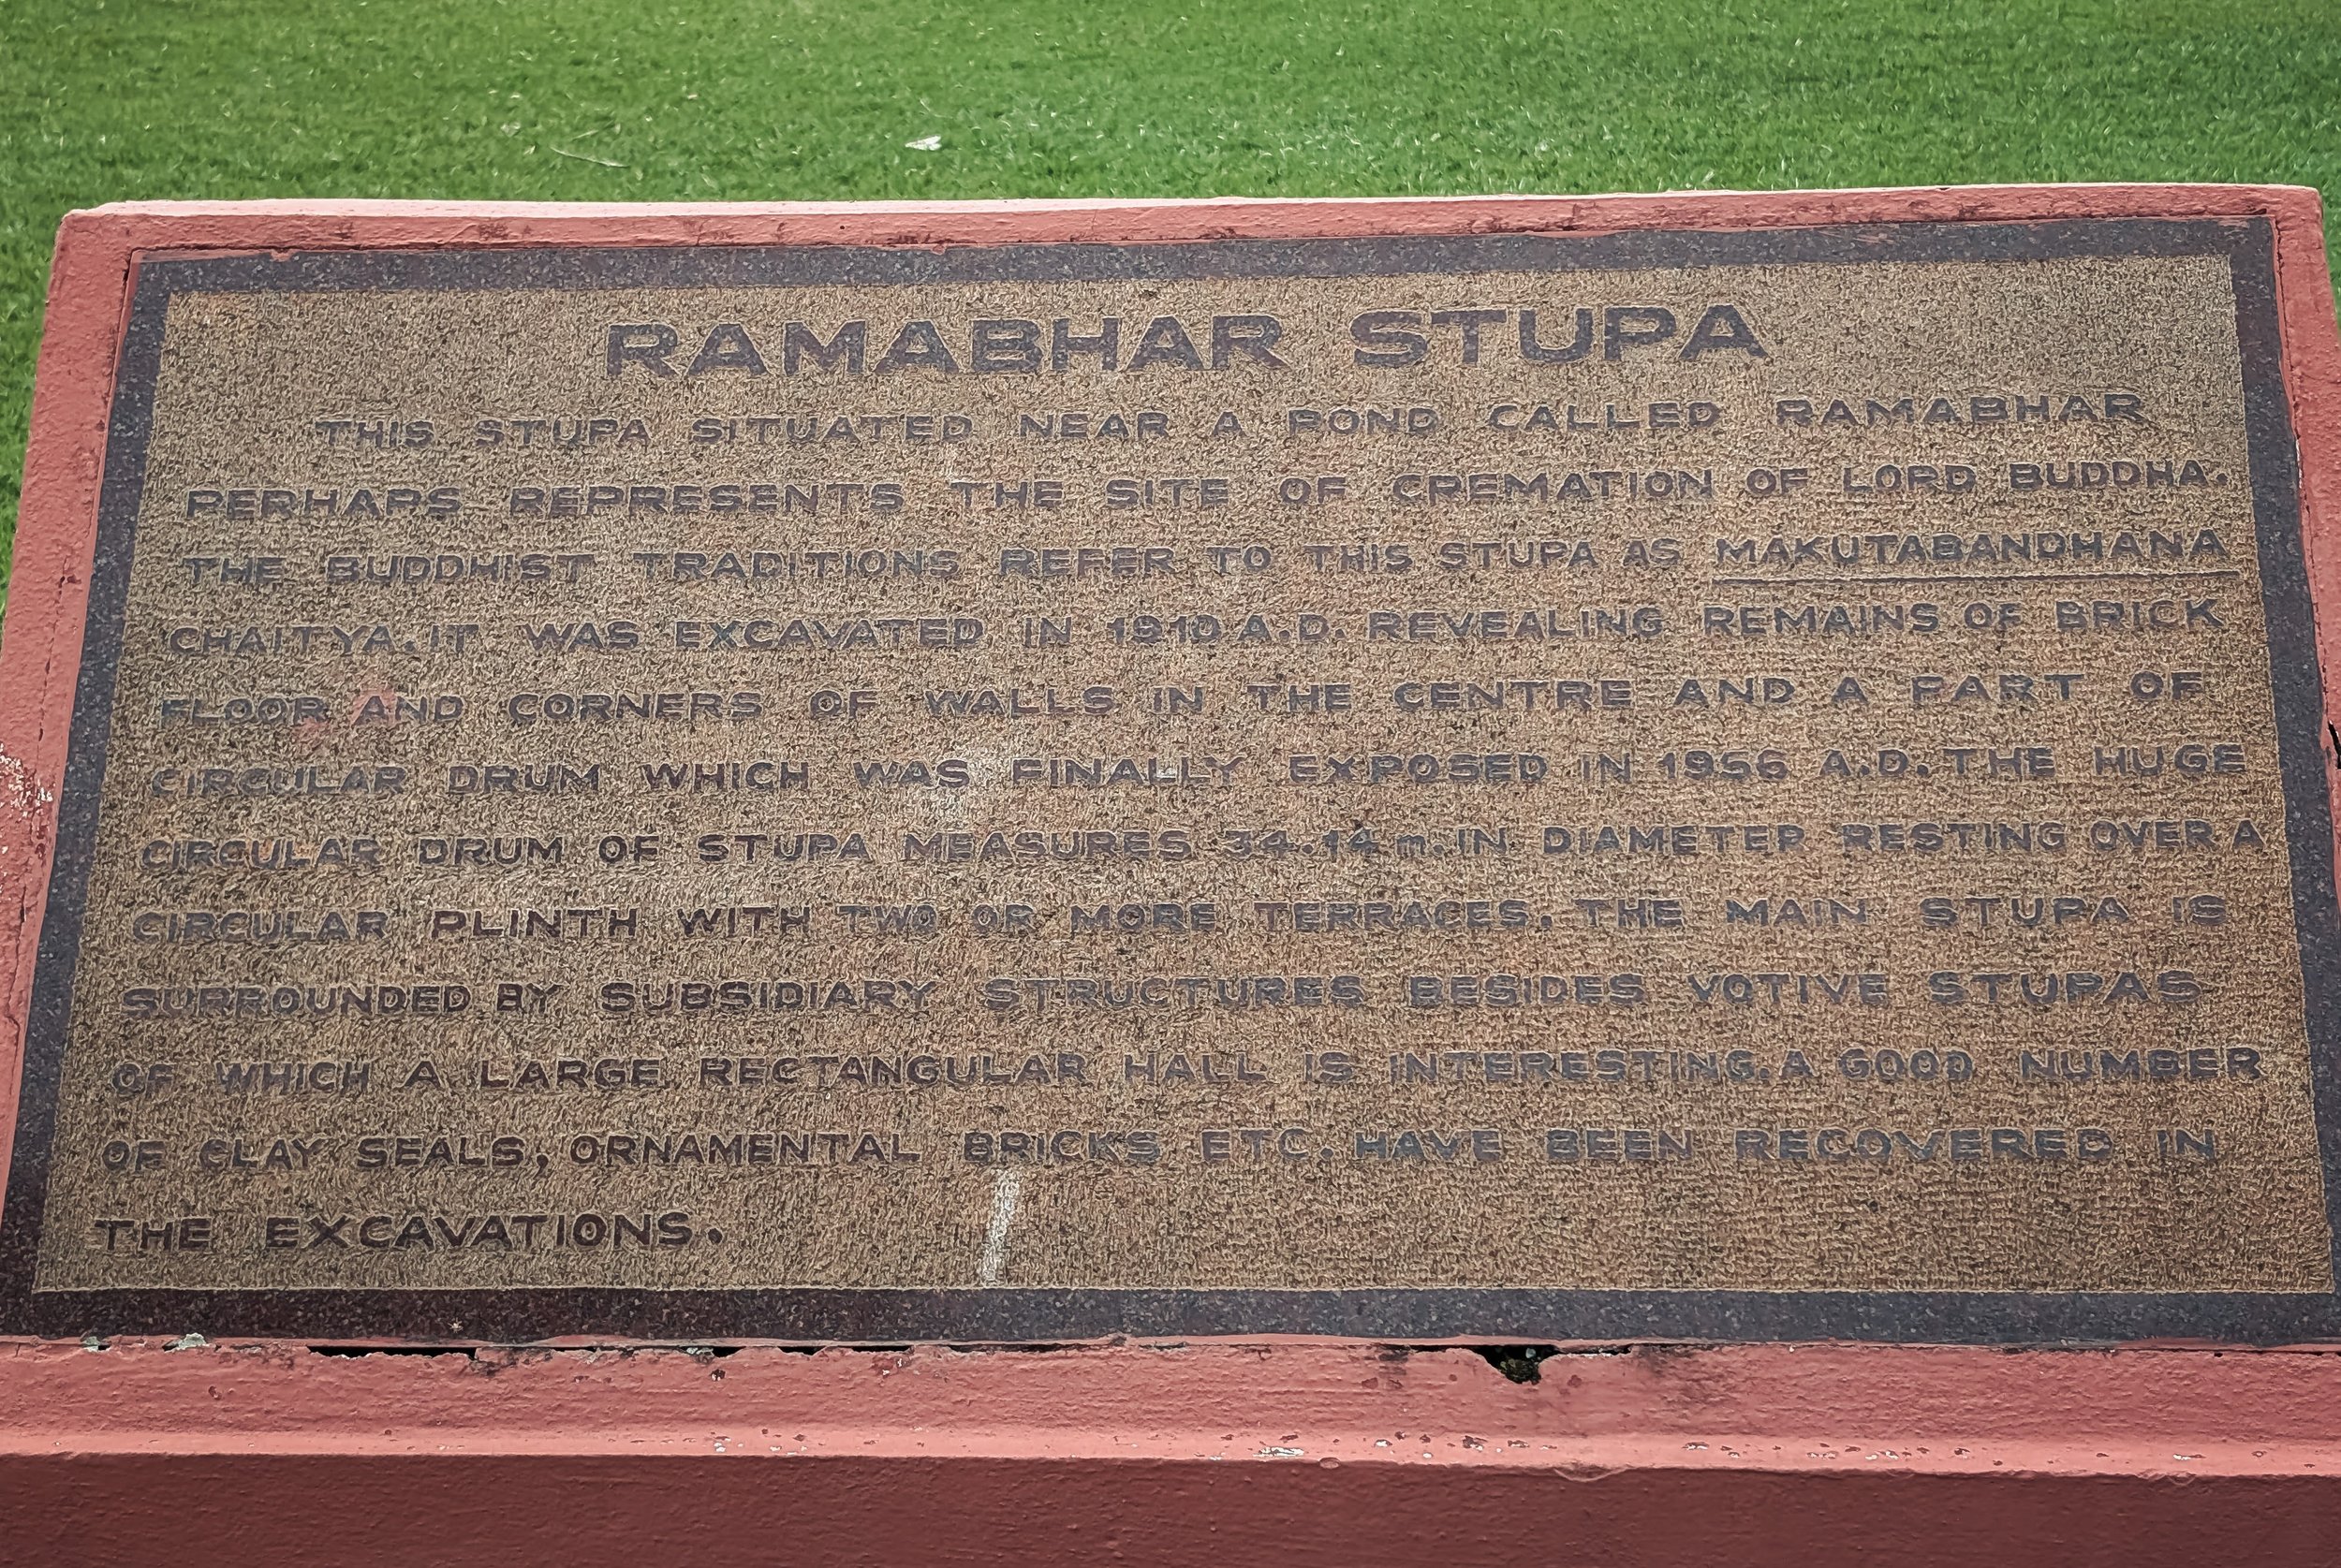 RAMABHAR STUPA
THIS STUPA SITUATED NEAR A POND CALLED RAMABHAR
PERHAPS REPRESENTS THE SITE OF CREMATION OF LORD BUDDHA.
THE BUDDHIST TRADITIONS REFER TO THIS STUPA AS MAKUTABANDHANA
CHAITYA. IT WAS EXCAVATED IN 1910 A.D. REVEALING REMAINS OF BRICK
FLOOR AND CORNERS OF WALLS IN THE CENTRE AND A PART OF
CIRCULAR DRUM WHICH WAS FINALLY EXPOSED IN 1956 A.D. THE HUGE
CIRCULAR DRUM OF STUPA MEASURES 34.14 m. IN DIAMETER RESTING OVER A
CIRCULAR PLINTH WITH TWO OR MORE TERRACES. THE MAIN STUPA IS
SURROUNDED BY SUBSIDIARY STRUCTURES BESIDES VOTIVE STUPAS
OF WHICH A LARGE RECTANGULAR HALL IS INTERESTING. A GOOD NUMBER
OF CLAY SEALS, ORNAMENTAL BRICKS ETC. HAVE BEEN RECOVERED IN
THE EXCAVATIONS.